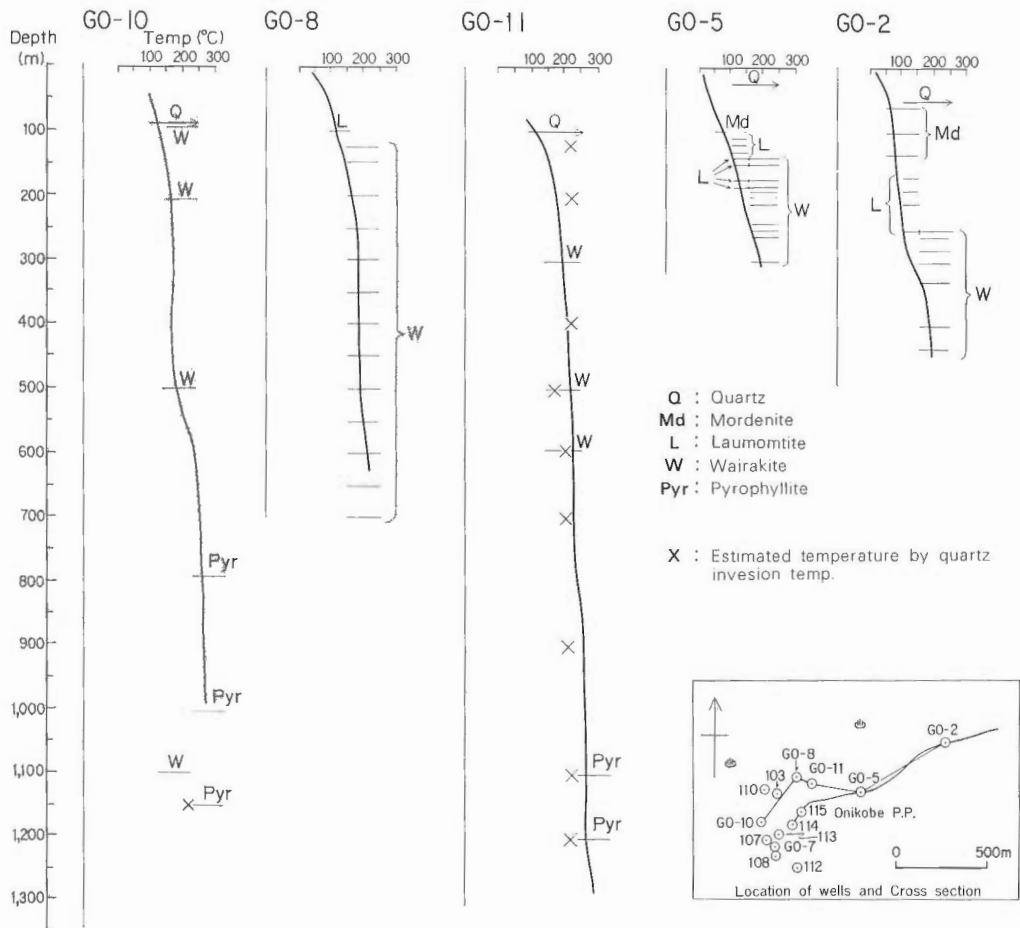 GO-10
GO-8
GO-11
GO-5
GO-2
Depth
(m)
Temp (°C)
100 200 300
100 200 300
100 200 300
100 200 300
100 200 300
100
200
300
400
500
600
700
800
900
1,000
1,100
1,200
1,300
Q
W
W
W
Pyr
Pyr
W
Pyr
L
W
Q
W
W
W
Pyr
Pyr
Q
Md
L
L
W
Q
Md
L
W
Q : Quartz
Md : Mordenite
L : Laumomtite
W : Wairakite
Pyr : Pyrophyllite
X : Estimated temperature by quartz
invesion temp.
GO-2
GO-8
GO-11
GO-5
103
110
115
Onikobe P.P.
GO-10
114
113
107
GO-7
108
112
0 500m
Location of wells and Cross section